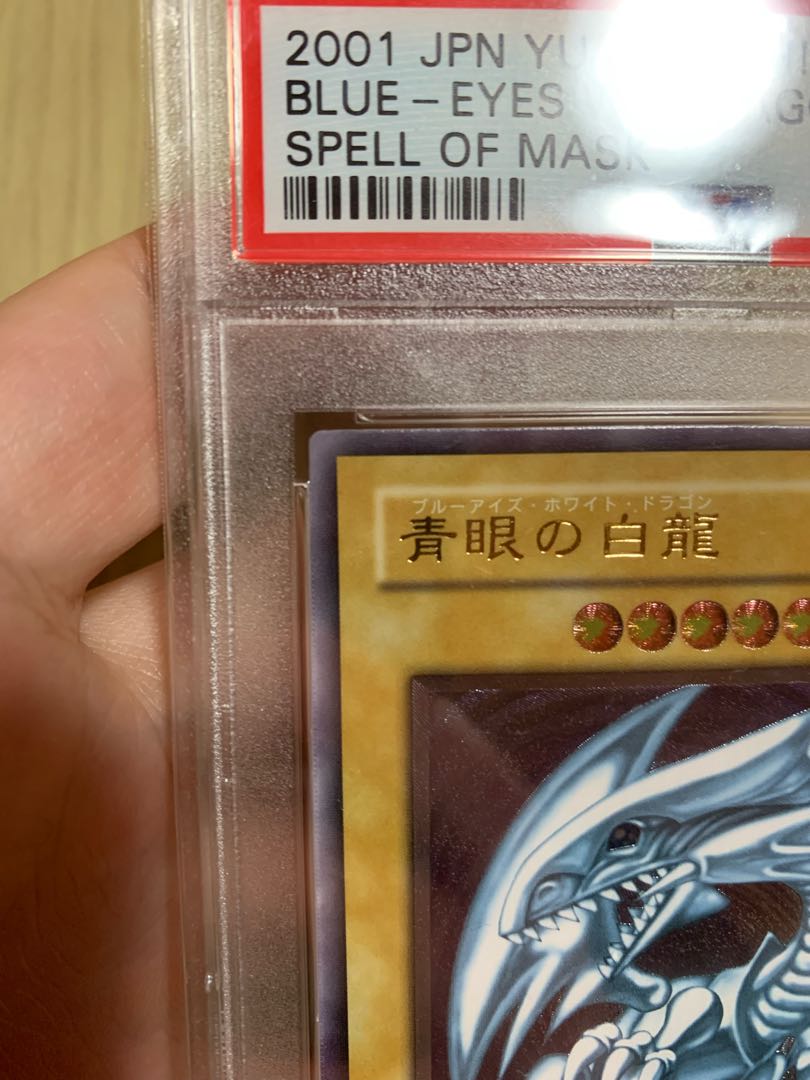 2001 JPN YU
BLUE-EYES
SPELL OF MASK
ブルーアイズ・ホワイト・ドラゴン
青眼の白龍